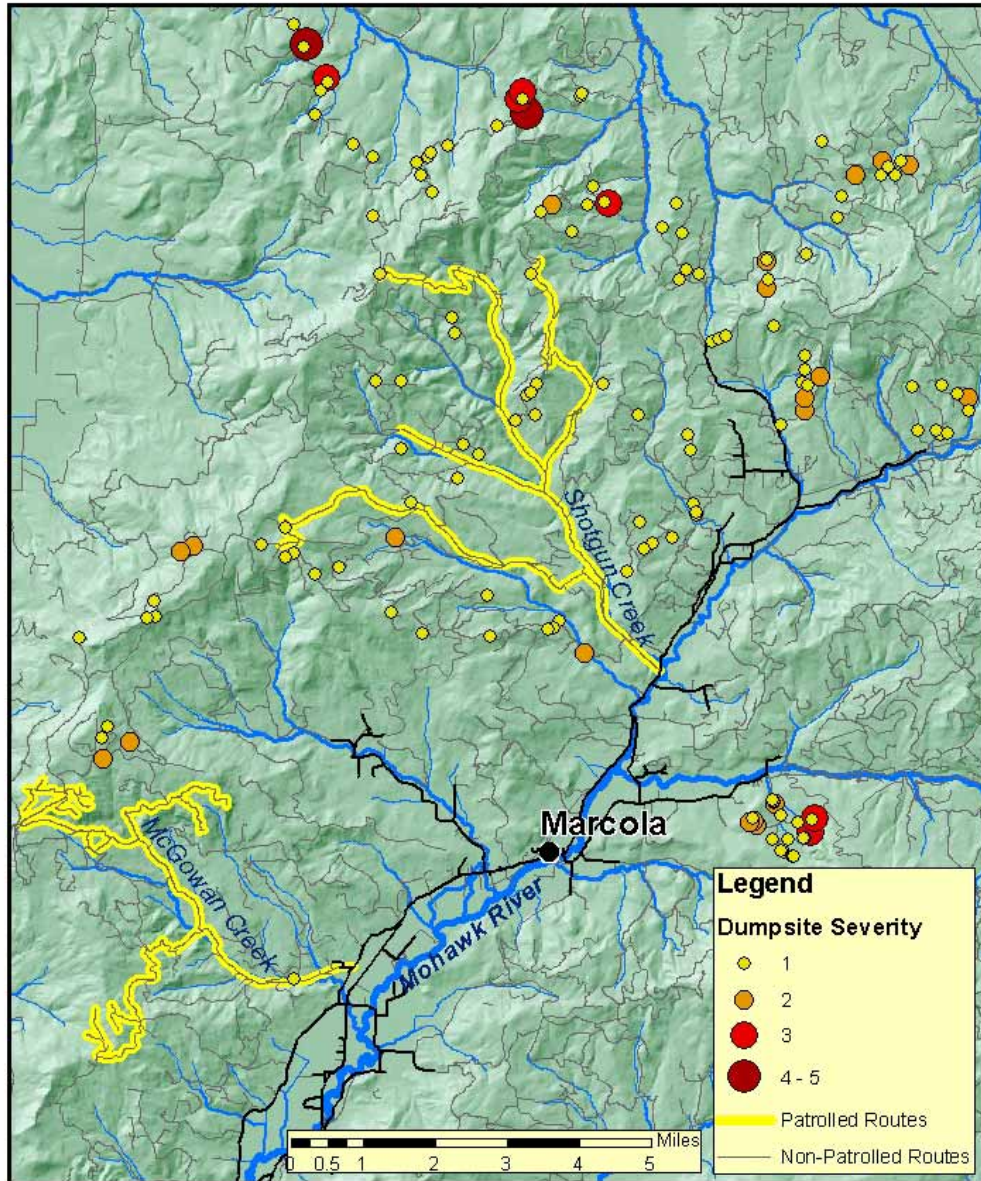 Shotgun Creek
Marcola
McGowan Creek
Mohawk River
Legend
Dumpsite Severity
1
2
3
4 - 5
Patrolled Routes
Non-Patrolled Routes
Miles
0 0.5 1 2 3 4 5